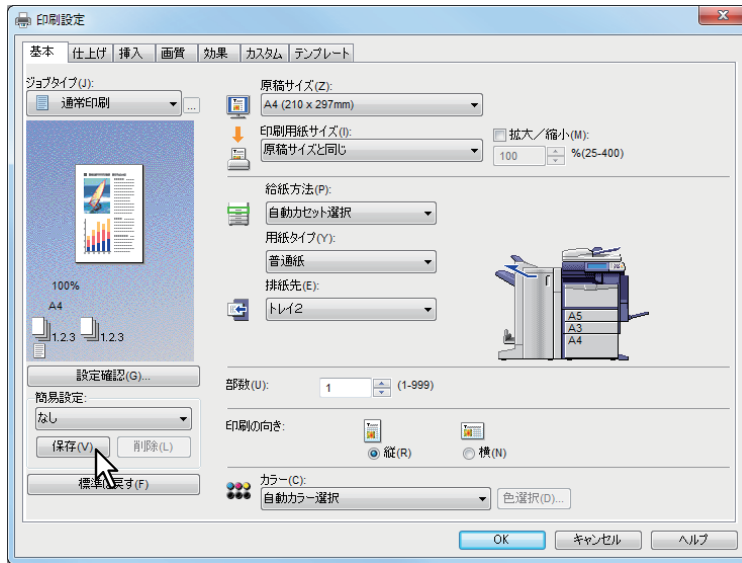 印刷設定
基本 仕上げ 挿入 画質 効果 カスタム テンプレート
ジョブタイプ(J):
通常印刷
...
100%
A4
1.2.3 1.2.3
設定確認(G)...
簡易設定:
なし
保存(V)... 削除(L)
標準に戻す(F)
原稿サイズ(Z):
A4 (210 x 297mm)
印刷用紙サイズ(I):
原稿サイズと同じ
拡大／縮小(M):
100 %(25-400)
給紙方法(P):
自動カセット選択
用紙タイプ(Y):
普通紙
排紙先(E):
トレイ2
A5
A3
A4
部数(U): 1 (1-999)
印刷の向き:
縦(R) 横(N)
カラー(C):
自動カラー選択 色選択(D)...
OK キャンセル ヘルプ